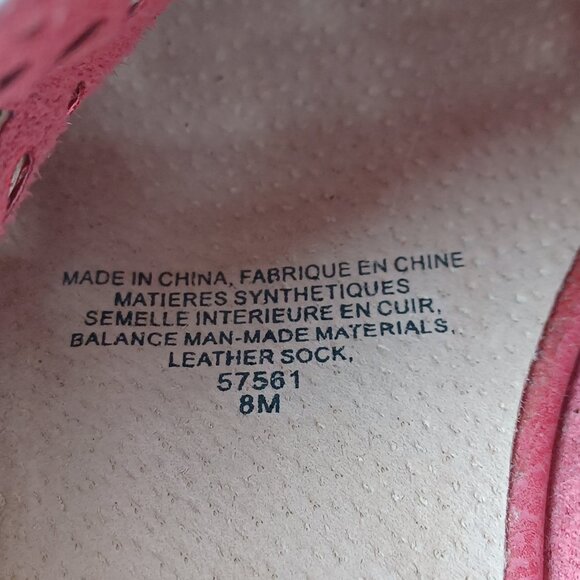 MADE IN CHINA, FABRIQUE EN CHINE
MATIERES SYNTHETIQUES
SEMELLE INTERIEURE EN CUIR,
BALANCE MAN-MADE MATERIALS,
LEATHER SOCK,
57561
8M